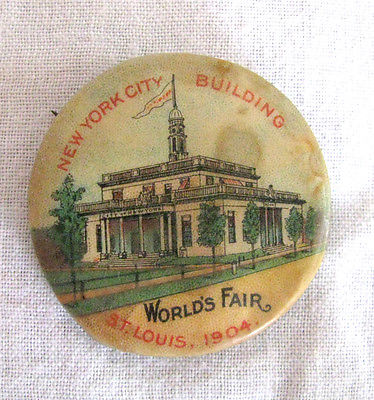 NEW YORK CITY BUILDING
WORLD'S FAIR,
ST. LOUIS, 1904.